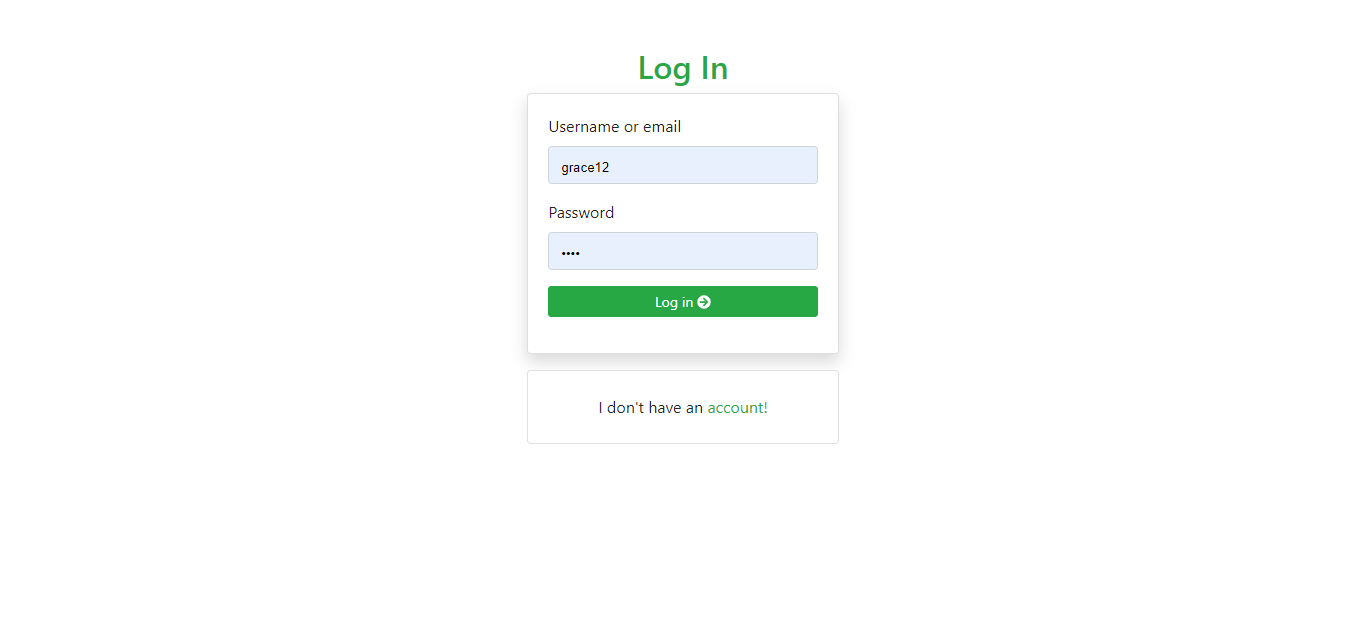 Log In
Username or email
grace12
Password
••••
Log in
I don't have an account!